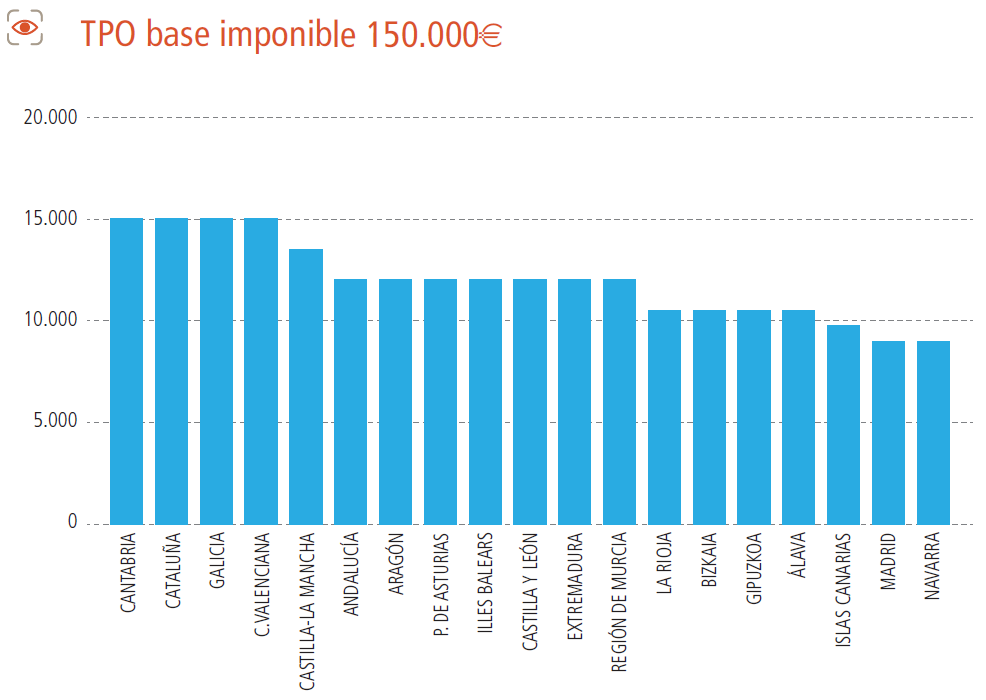 TPO base imponible 150.000€
20.000
15.000
10.000
5.000
0
CANTABRIA
CATALUÑA
GALICIA
C.VALENCIANA
CASTILLA-LA MANCHA
ANDALUCÍA
ARAGÓN
P. DE ASTURIAS
ILLES BALEARS
CASTILLA Y LEÓN
EXTREMADURA
REGIÓN DE MURCIA
LA RIOJA
BIZKAIA
GIPUZKOA
ÁLAVA
ISLAS CANARIAS
MADRID
NAVARRA